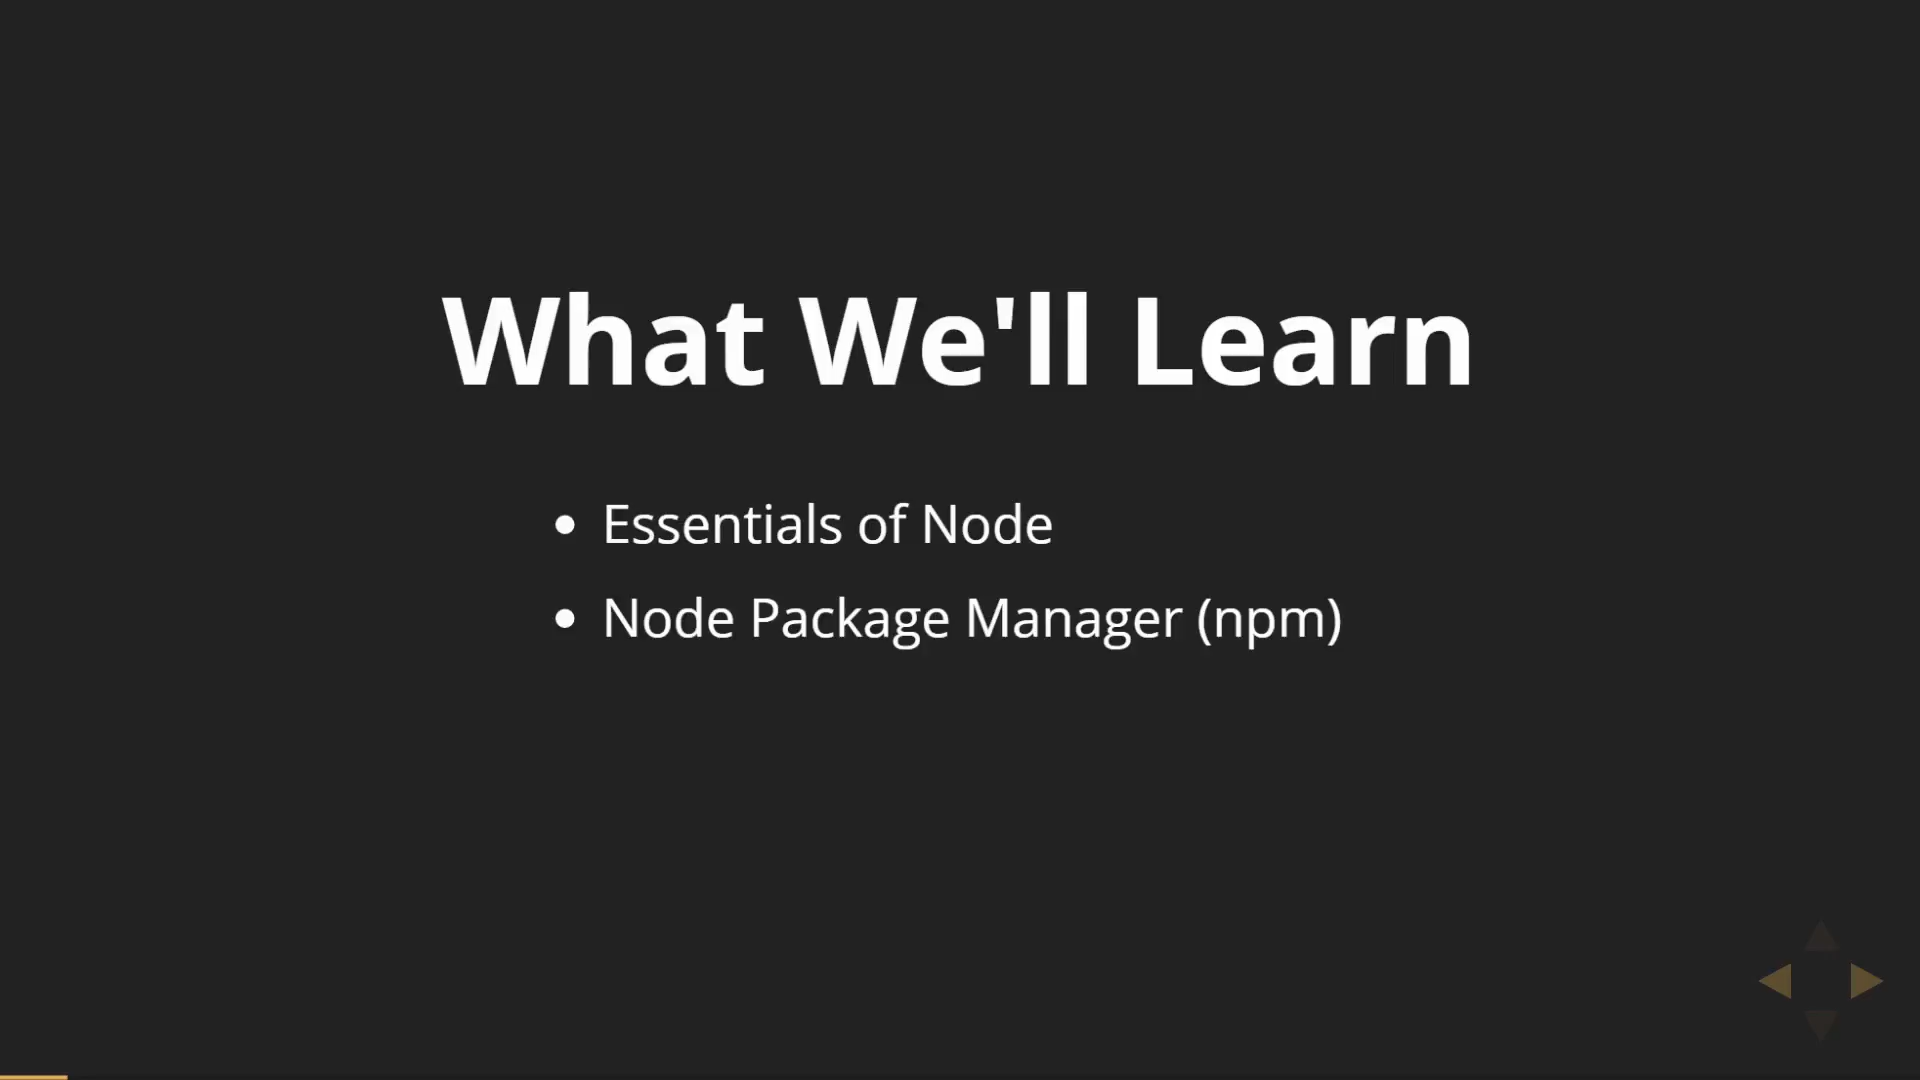 What We'll Learn
• Essentials of Node
• Node Package Manager (npm)